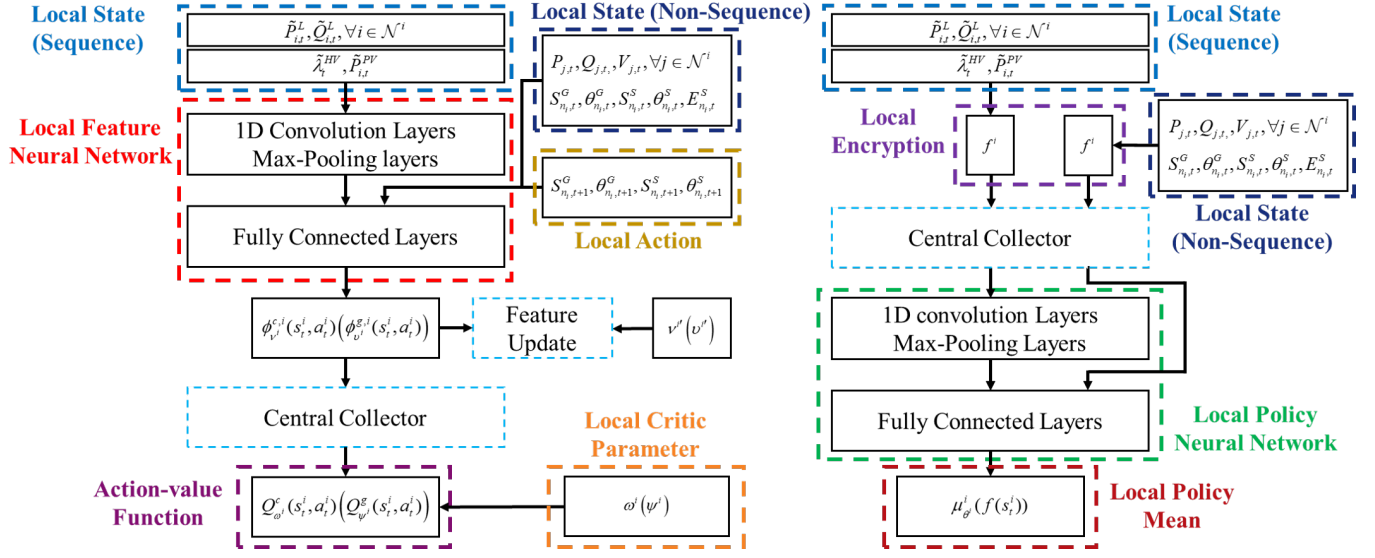 Local State
(Sequence)
P̃^L_{i,t}, Q̃^L_{i,t}, ∀i ∈ 𝒩^i
λ̃^{HV}_t, P̃^{PV}_{i,t}
Local State (Non-Sequence)
P_{j,t}, Q_{j,t}, V_{j,t}, ∀j ∈ 𝒩^i
S^G_{n_i,t}, θ^G_{n_i,t}, S^S_{n_i,t}, θ^S_{n_i,t}, E^S_{n_i,t}
Local Feature
Neural Network
1D Convolution Layers
Max-Pooling layers
Fully Connected Layers
S^G_{n_i,t+1}, θ^G_{n_i,t+1}, S^S_{n_i,t+1}, θ^S_{n_i,t+1}
Local Action
ϕ^{c,i}_{ν^i}(s^i_t, a^i_t)(ϕ^{g,i}_{υ^i}(s^i_t, a^i_t))
Feature
Update
ν^{i'}(υ^{i'})
Central Collector
Local Critic
Parameter
Action-value
Function
Q^c_{ω^i}(s^i_t, a^i_t)(Q^g_{ψ^i}(s^i_t, a^i_t))
ω^i(ψ^i)
Local State
(Sequence)
P̃^L_{i,t}, Q̃^L_{i,t}, ∀i ∈ 𝒩^i
λ̃^{HV}_t, P̃^{PV}_{i,t}
Local
Encryption
f^i
f^i
P_{j,t}, Q_{j,t}, V_{j,t}, ∀j ∈ 𝒩^i
S^G_{n_i,t}, θ^G_{n_i,t}, S^S_{n_i,t}, θ^S_{n_i,t}, E^S_{n_i,t}
Local State
(Non-Sequence)
Central Collector
1D convolution Layers
Max-Pooling Layers
Fully Connected Layers
Local Policy
Neural Network
μ^i_{θ^i}(f(s^i_t))
Local Policy
Mean